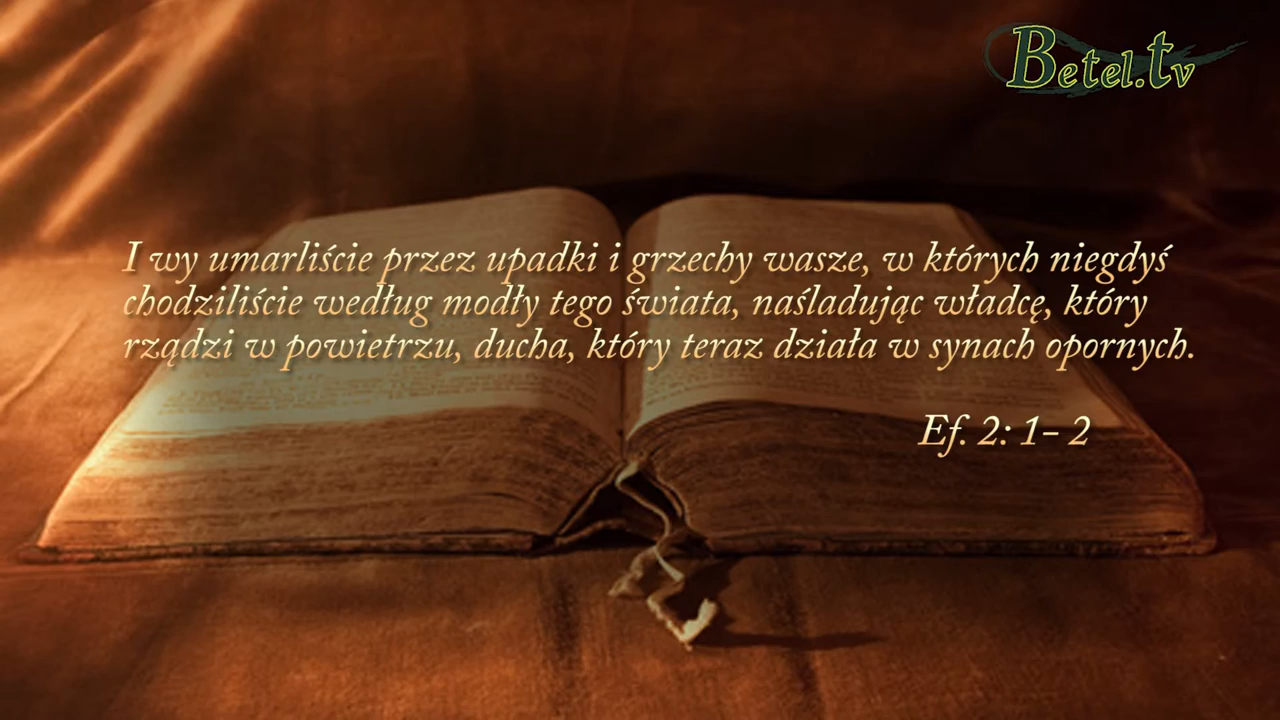 Betel.tv
I wy umarliście przez upadki i grzechy wasze, w których niegdyś
chodziliście według modły tego świata, naśladując władcę, który
rządzi w powietrzu, ducha, który teraz działa w synach opornych.
Ef. 2: 1- 2